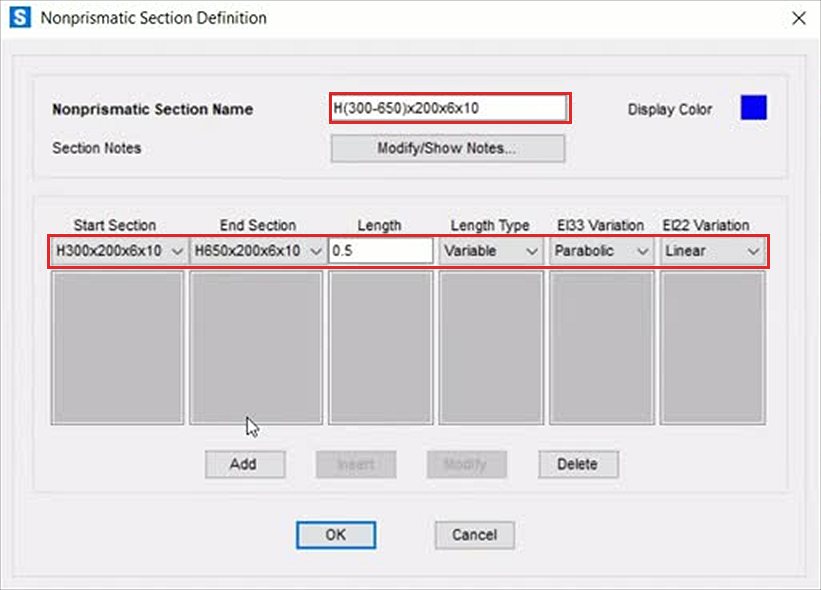 S Nonprismatic Section Definition
Nonprismatic Section Name H(300-650)x200x6x10 Display Color
Section Notes Modify/Show Notes...
Start Section End Section Length Length Type EI33 Variation EI22 Variation
H300x200x6x10 H650x200x6x10 0.5 Variable Parabolic Linear
Add Insert Modify Delete
OK Cancel